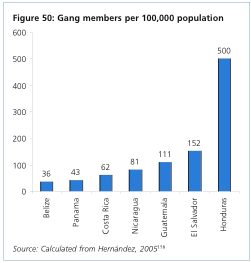 Figure 50: Gang members per 100,000 population
600
500
400
300
200
100
0
36
43
62
81
111
152
500
Belize
Panama
Costa Rica
Nicaragua
Guatemala
El Salvador
Honduras
Source: Calculated from Hernández, 2005¹¹⁶